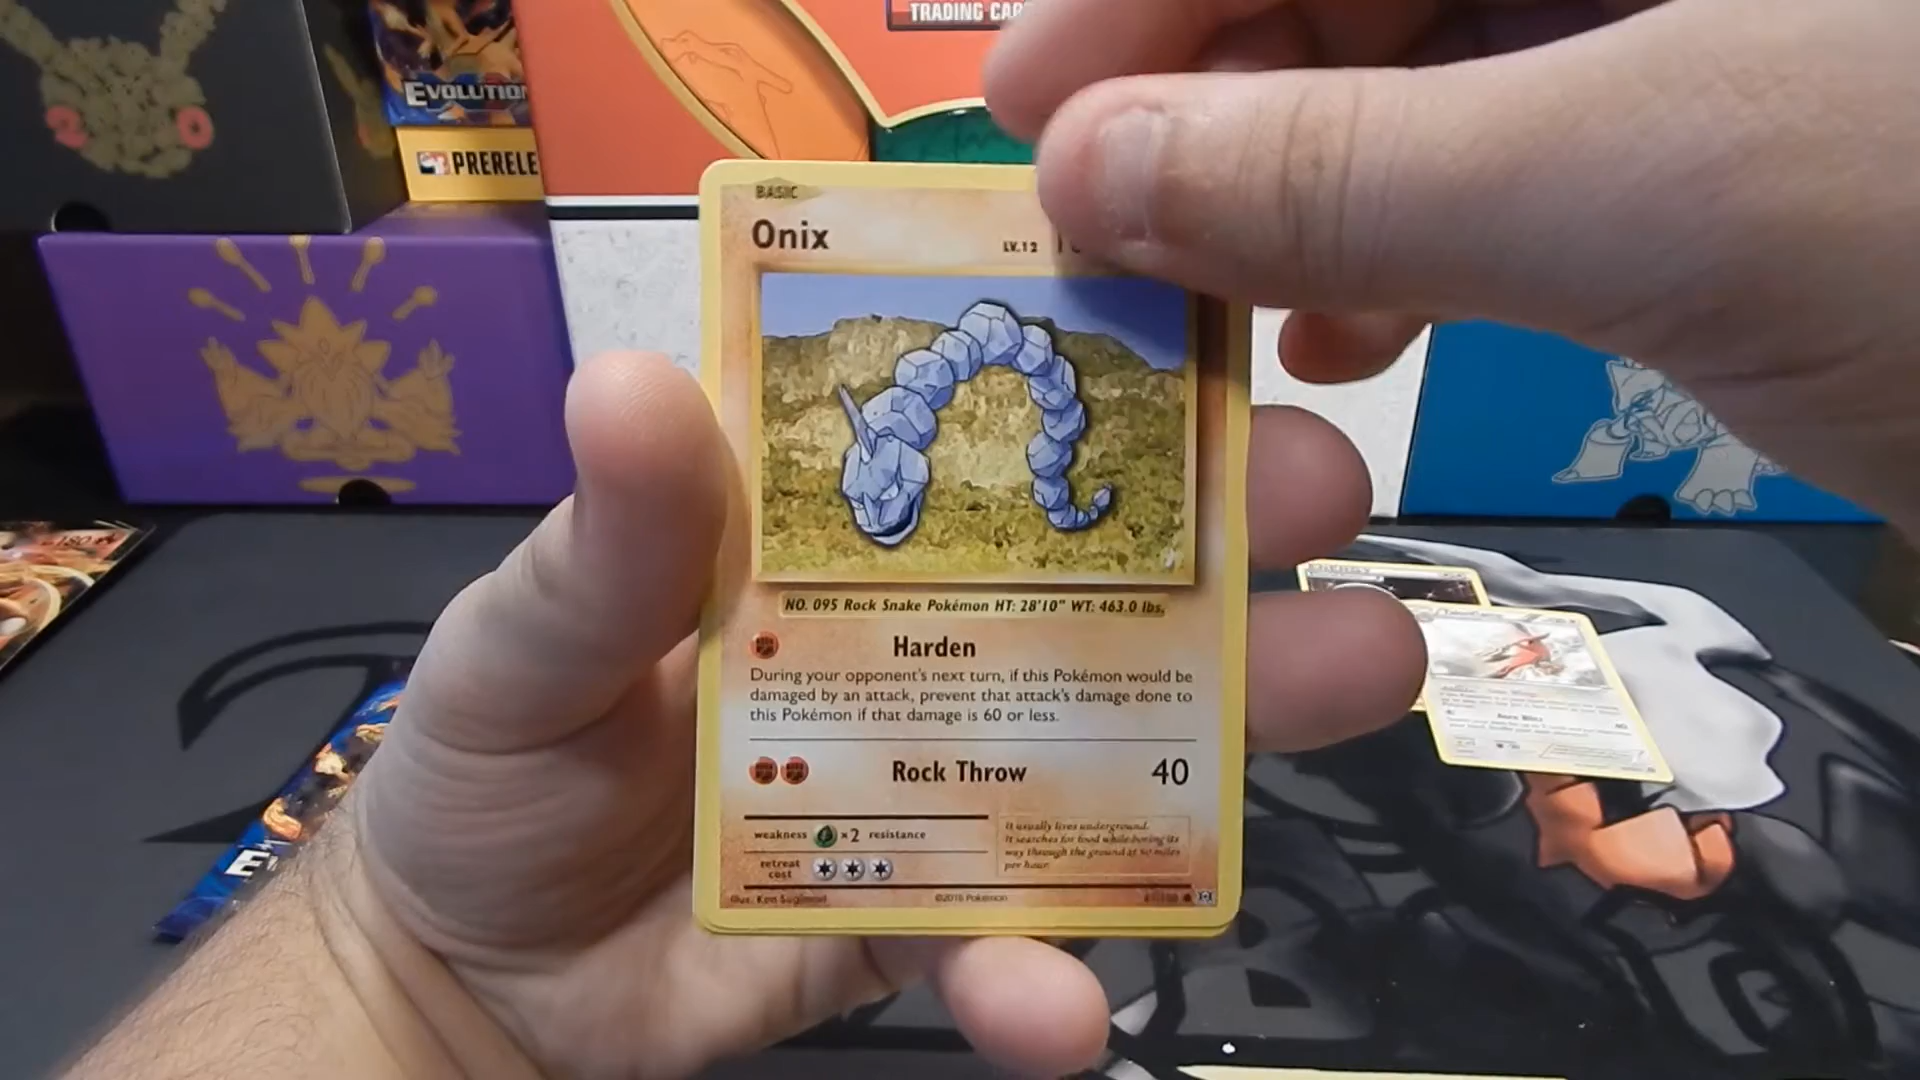 TRADING CAR
EVOLUTION
2 0
PRERELE
BASIC
Onix
LV.12
NO. 095 Rock Snake Pokémon HT: 28'10" WT: 463.0 lbs.
Harden
During your opponent's next turn, if this Pokémon would be
damaged by an attack, prevent that attack's damage done to
this Pokémon if that damage is 60 or less.
Rock Throw 40
weakness ×2 resistance
retreat
cost
It usually lives underground.
It searches for food while boring its
way through the ground at 50 miles
per hour.
Illus. Ken Sugimori
©2016 Pokémon
180